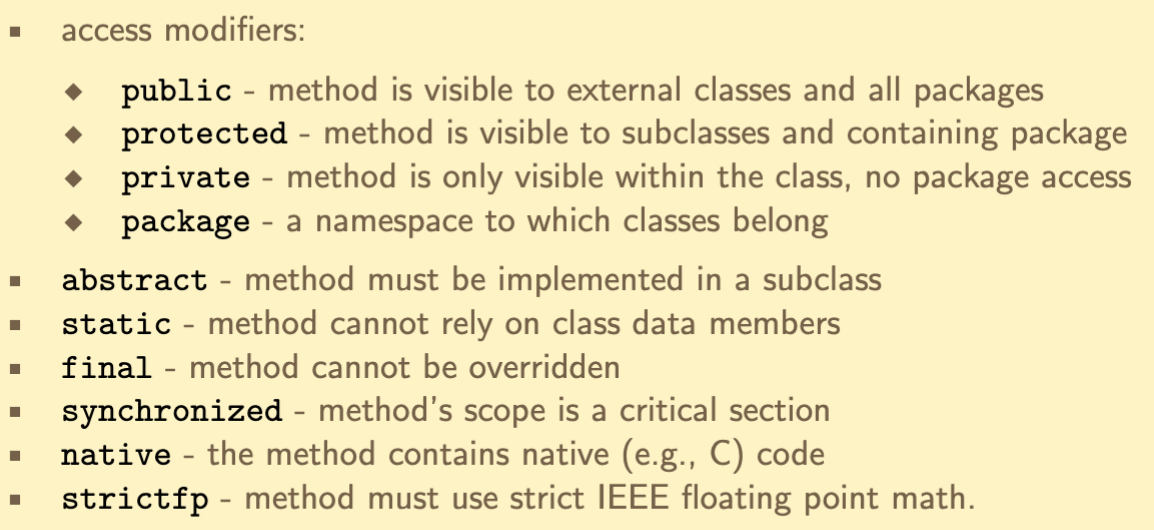 access modifiers:
public - method is visible to external classes and all packages
protected - method is visible to subclasses and containing package
private - method is only visible within the class, no package access
package - a namespace to which classes belong
abstract - method must be implemented in a subclass
static - method cannot rely on class data members
final - method cannot be overridden
synchronized - method's scope is a critical section
native - the method contains native (e.g., C) code
strictfp - method must use strict IEEE floating point math.